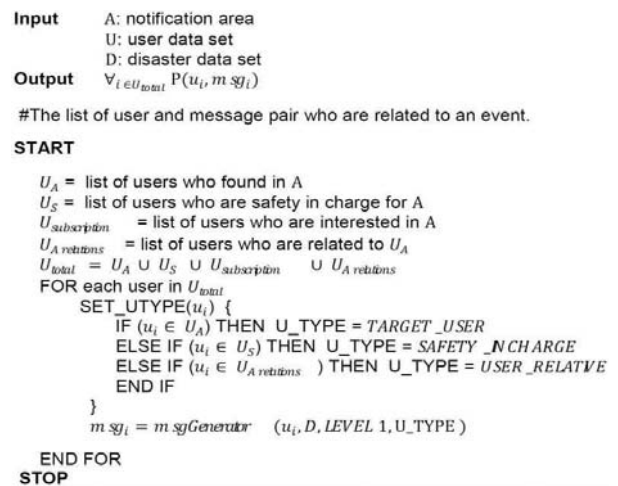 Input A: notification area
U: user data set
D: disaster data set
Output ∀i ∈Utotal P(ui, m sgi)
#The list of user and message pair who are related to an event.
START
UA = list of users who found in A
US = list of users who are safety in charge for A
Usubscription = list of users who are interested in A
UA relations = list of users who are related to UA
Utotal = UA ∪ US ∪ Usubscription ∪ UA relations
FOR each user in Utotal
SET_UTYPE(ui) {
IF (ui ∈ UA) THEN U_TYPE = TARGET_USER
ELSE IF (ui ∈ US) THEN U_TYPE = SAFETY_NCHARGE
ELSE IF (ui ∈ UA relations ) THEN U_TYPE = USER_RELATIVE
END IF
}
m sgi = m sgGenerator (ui, D, LEVEL 1, U_TYPE )
END FOR
STOP